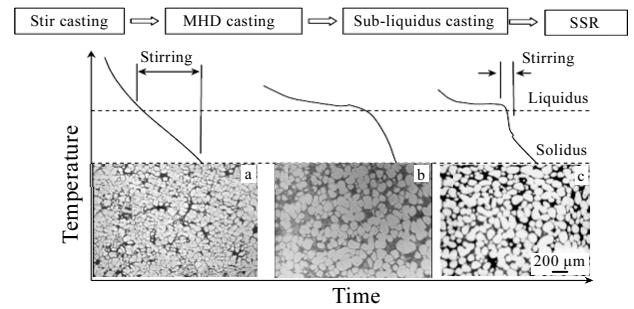 Stir casting
MHD casting
Sub-liquidus casting
SSR
Stirring
Stirring
Liquidus
Solidus
Temperature
a
b
c
200 μm
Time